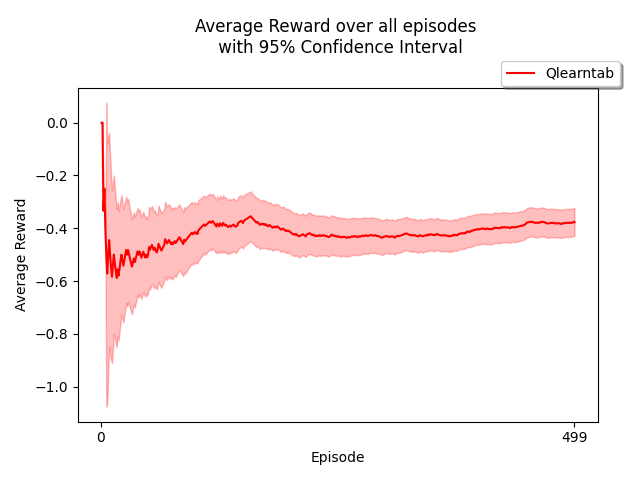 Average Reward over all episodes
with 95% Confidence Interval
Qlearntab
0.0
−0.2
−0.4
−0.6
−0.8
−1.0
Average Reward
0
499
Episode